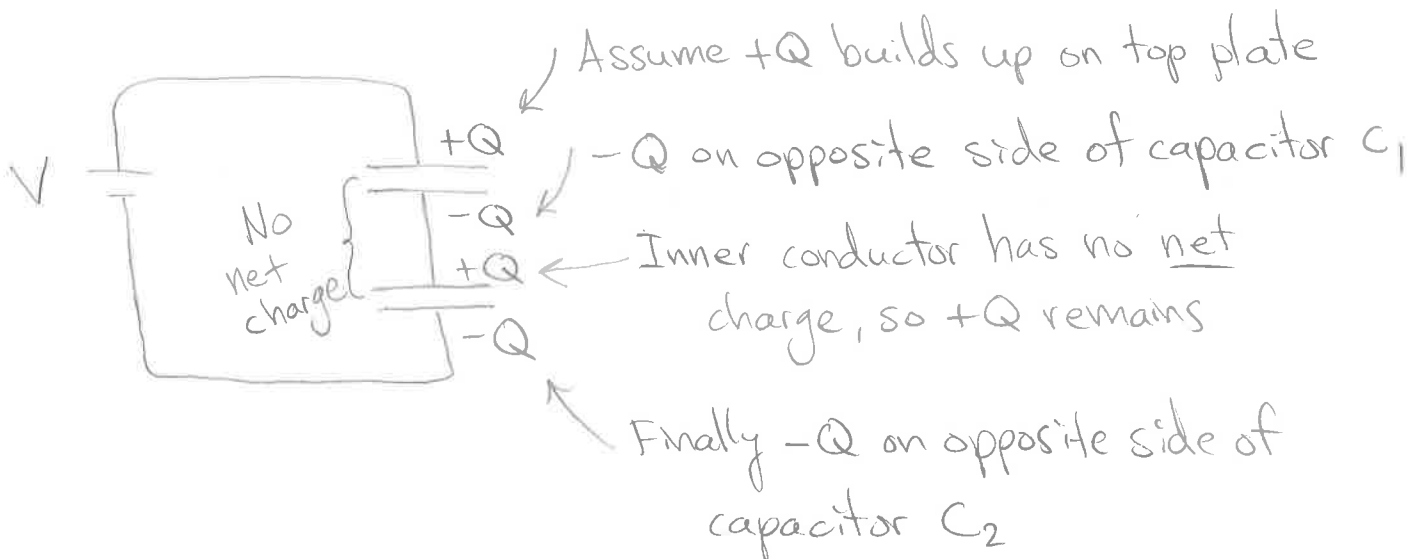 Assume +Q builds up on top plate
+Q
-Q on opposite side of capacitor C₁
V
No
net
charge
-Q
+Q
Inner conductor has no net
charge, so +Q remains
-Q
Finally -Q on opposite side of
capacitor C₂